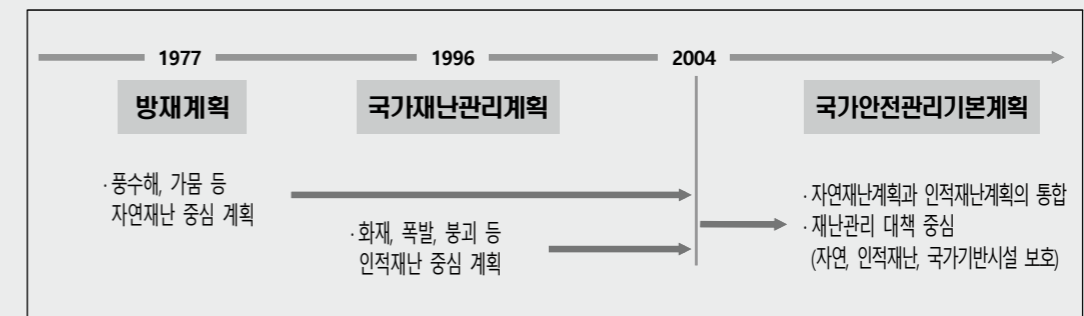 1977
1996
2004
방재계획
국가재난관리계획
국가안전관리기본계획
· 풍수해, 가뭄 등
자연재난 중심 계획
· 화재, 폭발, 붕괴 등
인적재난 중심 계획
· 자연재난계획과 인적재난계획의 통합
· 재난관리 대책 중심
(자연, 인적재난, 국가기반시설 보호)